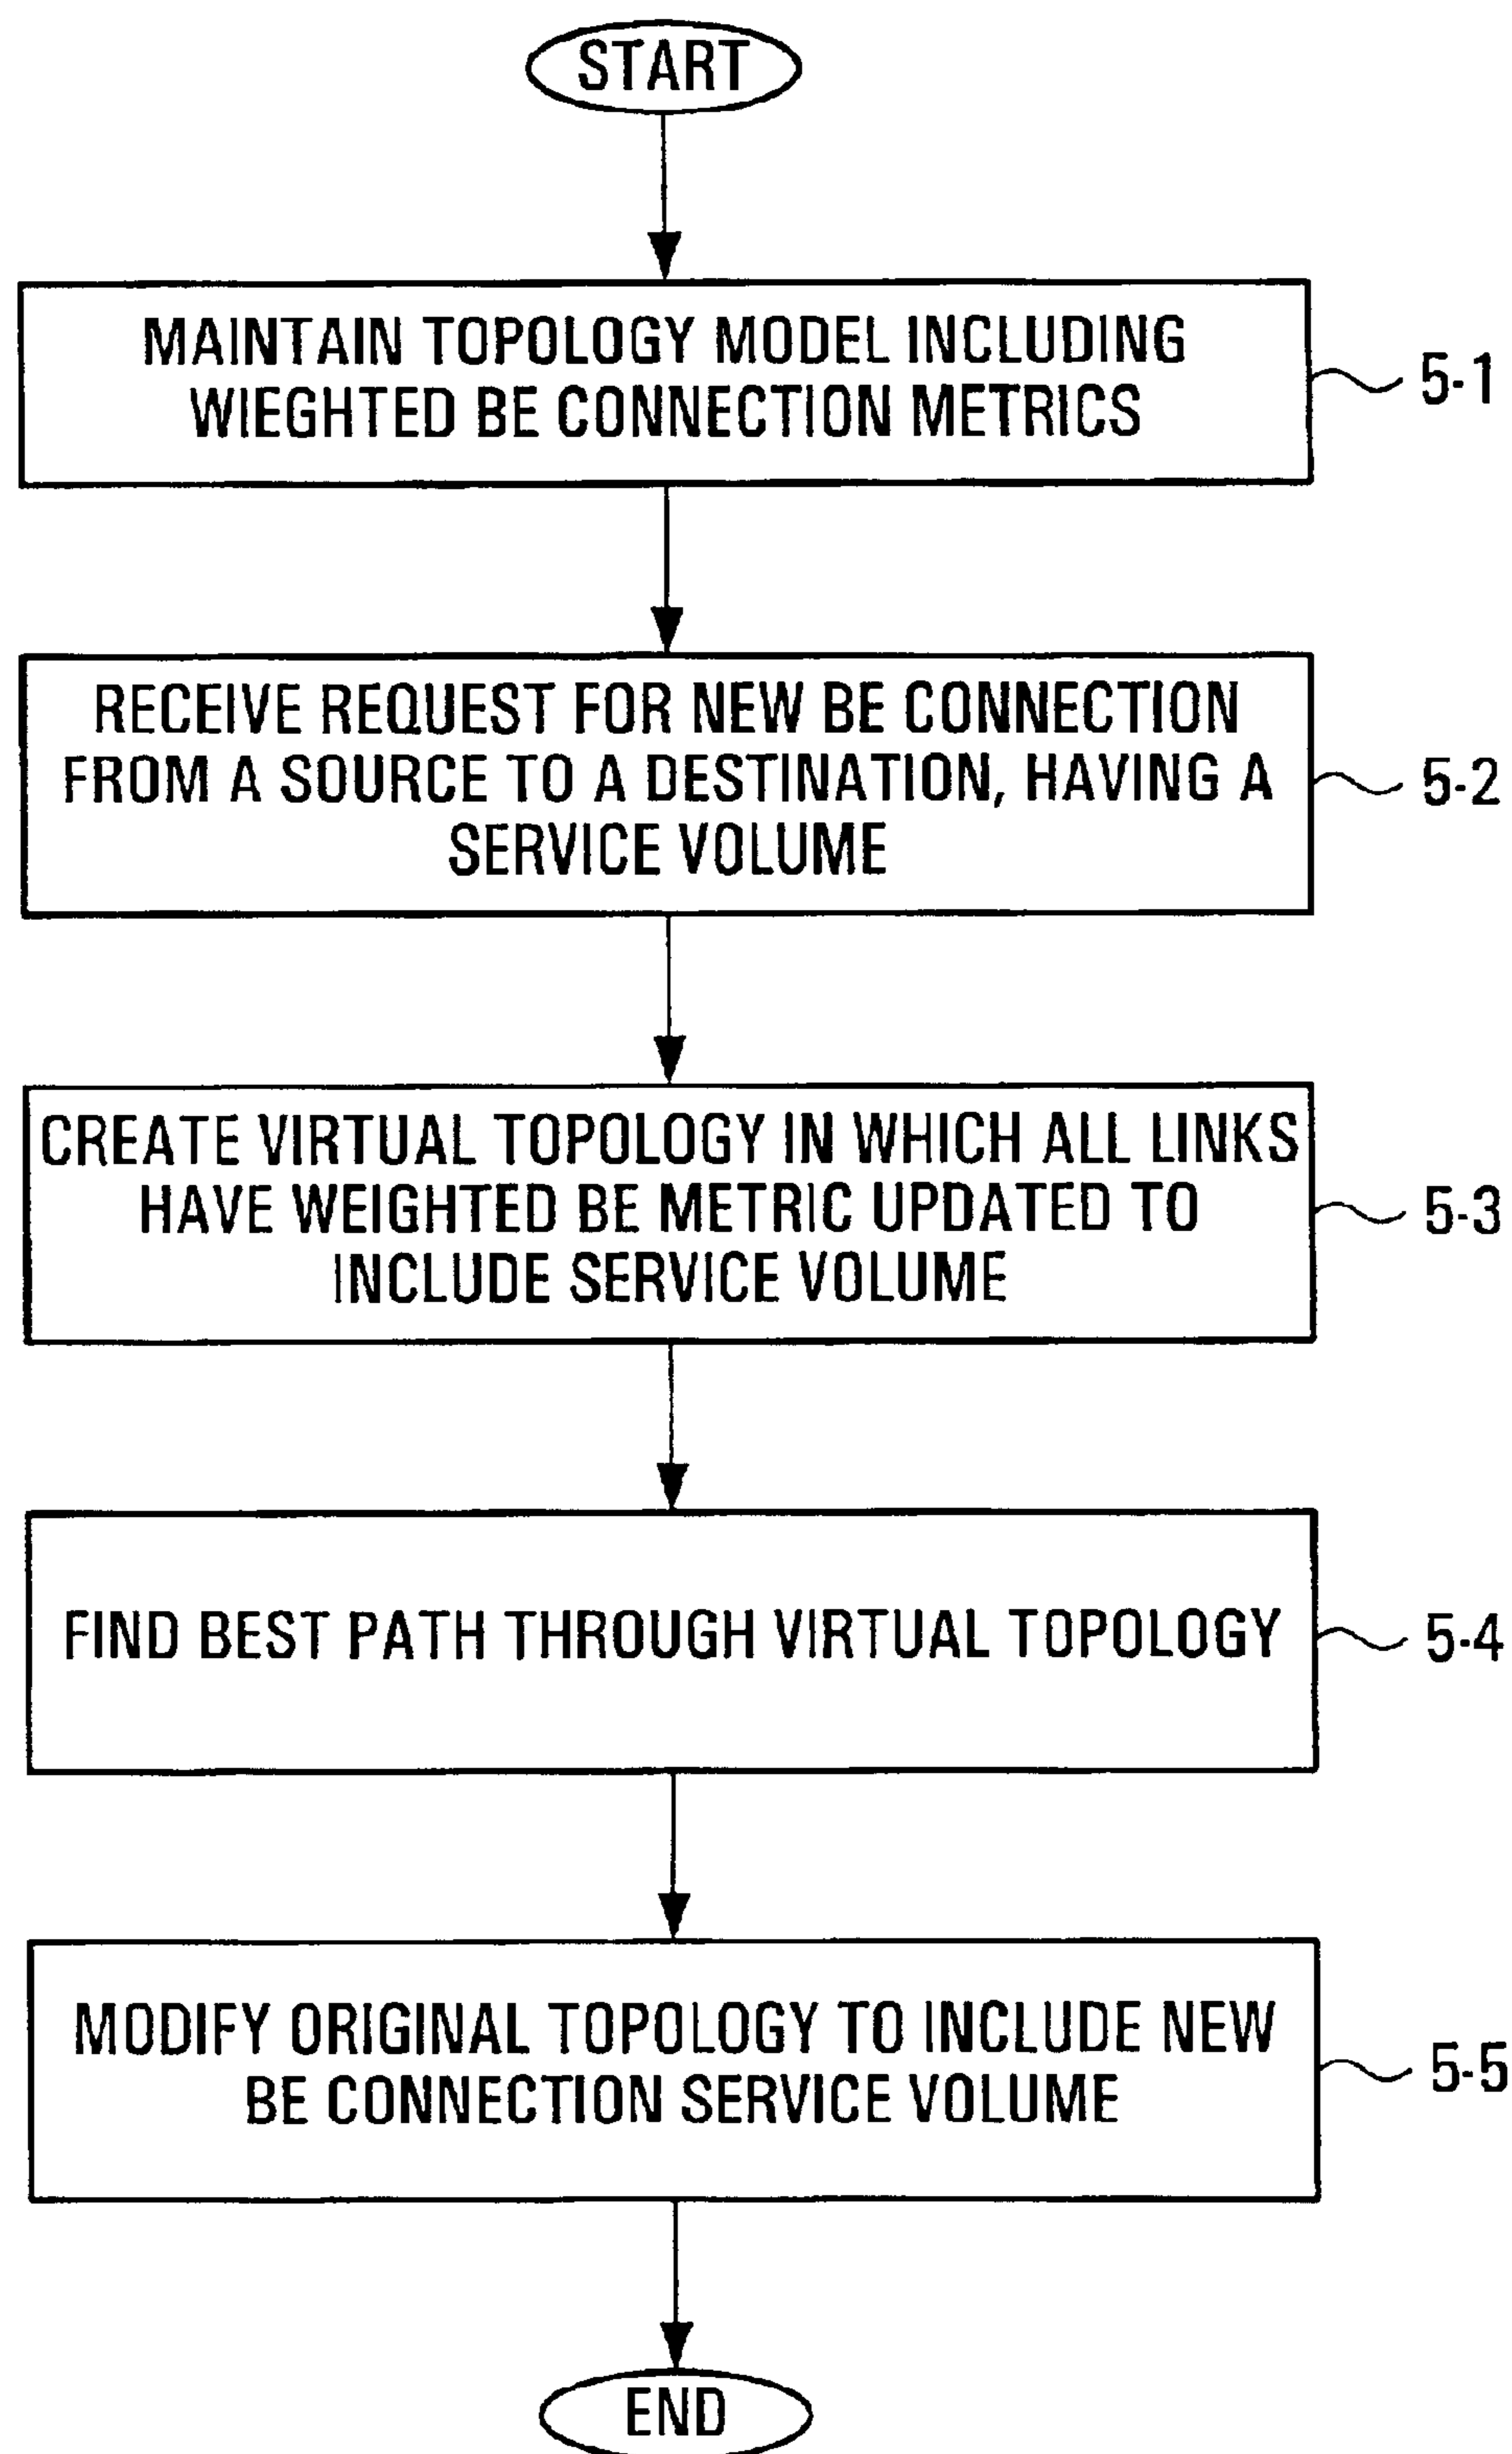 START
MAINTAIN TOPOLOGY MODEL INCLUDING
WIEGHTED BE CONNECTION METRICS
5-1
RECEIVE REQUEST FOR NEW BE CONNECTION
FROM A SOURCE TO A DESTINATION, HAVING A
SERVICE VOLUME
5-2
CREATE VIRTUAL TOPOLOGY IN WHICH ALL LINKS
HAVE WEIGHTED BE METRIC UPDATED TO
INCLUDE SERVICE VOLUME
5-3
FIND BEST PATH THROUGH VIRTUAL TOPOLOGY
5-4
MODIFY ORIGINAL TOPOLOGY TO INCLUDE NEW
BE CONNECTION SERVICE VOLUME
5-5
END